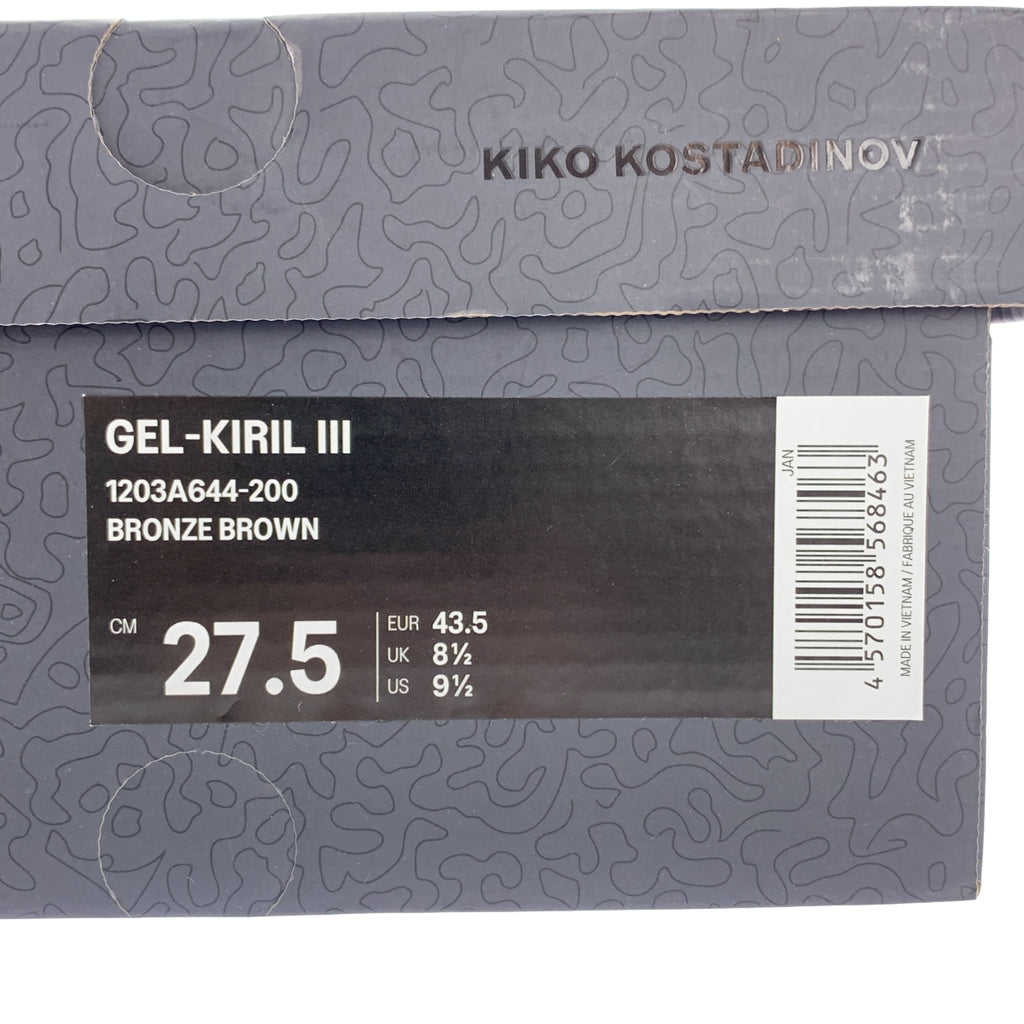 KIKO KOSTADINOV
GEL-KIRIL III
1203A644-200
BRONZE BROWN
CM
27.5
EUR 43.5
UK 8½
US 9½
JAN
4 570158 568463
MADE IN VIETNAM / FABRIQUE AU VIETNAM